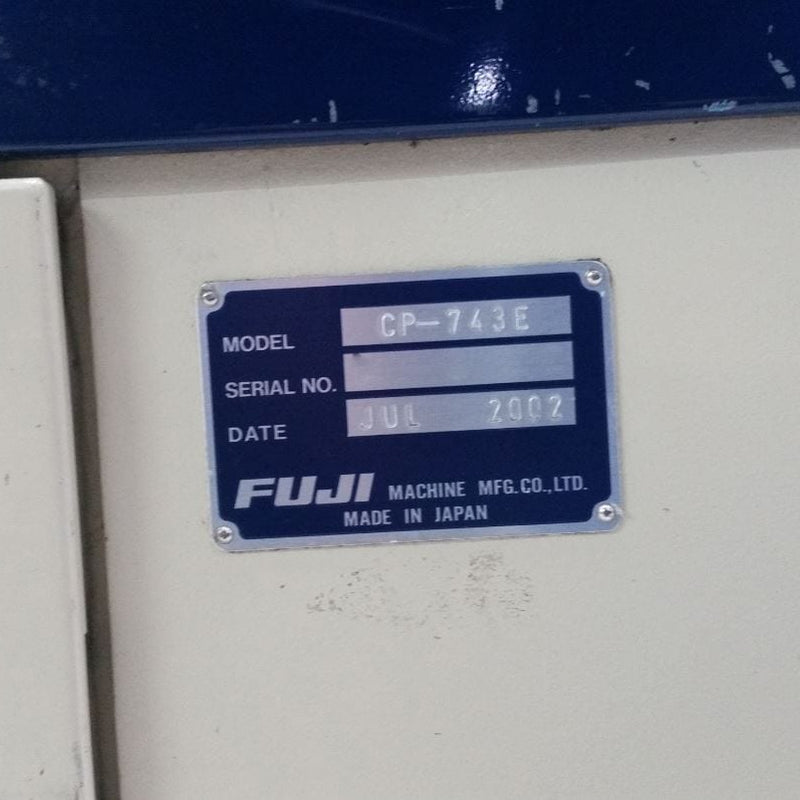 MODEL CP-743E
SERIAL NO.
DATE JUL 2002
FUJI MACHINE MFG. CO., LTD.
MADE IN JAPAN